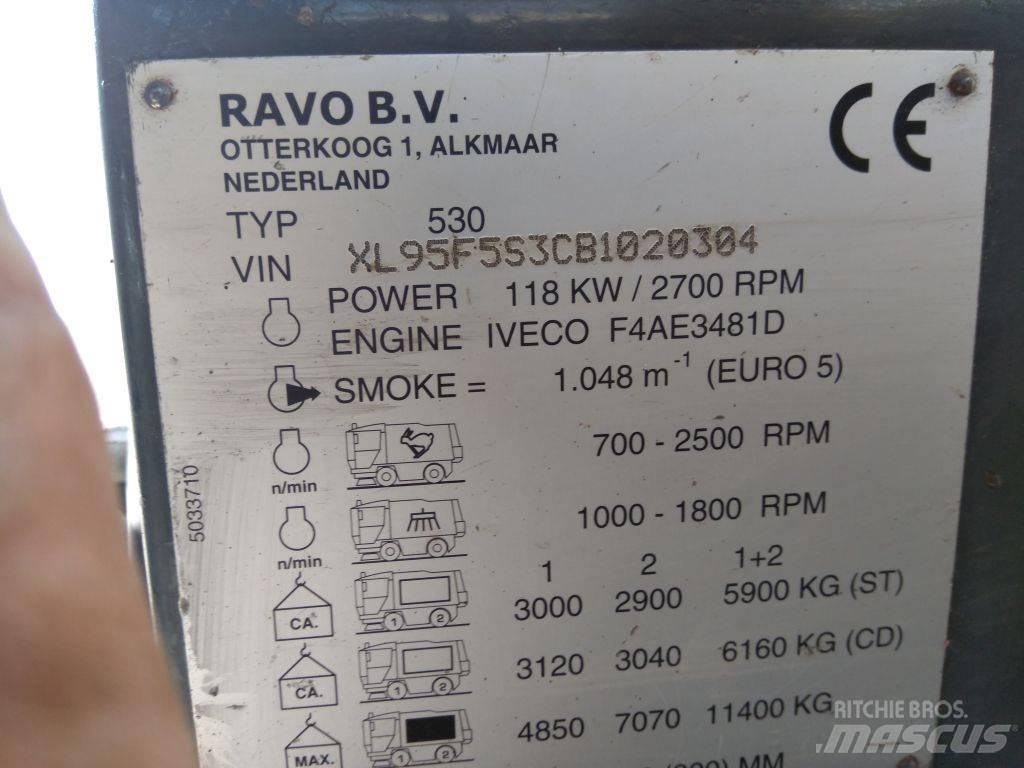 RAVO B.V.
OTTERKOOG 1, ALKMAAR
NEDERLAND
CE
TYP 530
VIN XL95F5S3CB1020304
POWER 118 KW / 2700 RPM
ENGINE IVECO F4AE3481D
SMOKE = 1.048 m⁻¹ (EURO 5)
n/min 700 - 2500 RPM
n/min 1000 - 1800 RPM
1 2 1+2
CA. 1 2 3000 2900 5900 KG (ST)
CA. 1 2 3120 3040 6160 KG (CD)
MAX. 1 2 4850 7070 11400 KG
MM
5033710
RITCHIE BROS.
MASCUS